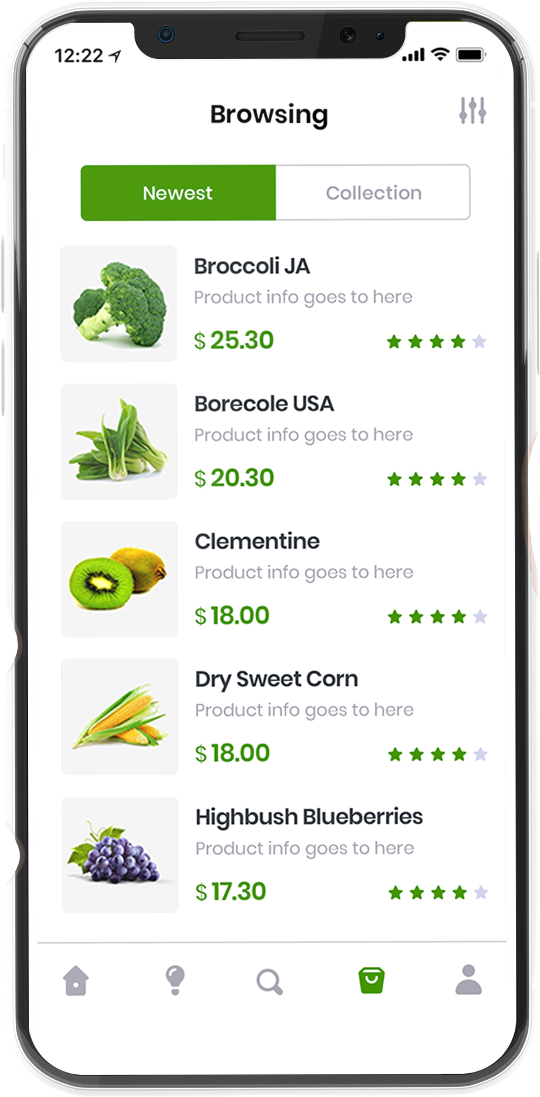 12:22
Browsing
Newest
Collection
Broccoli JA
Product info goes to here
$ 25.30
Borecole USA
Product info goes to here
$ 20.30
Clementine
Product info goes to here
$ 18.00
Dry Sweet Corn
Product info goes to here
$ 18.00
Highbush Blueberries
Product info goes to here
$ 17.30